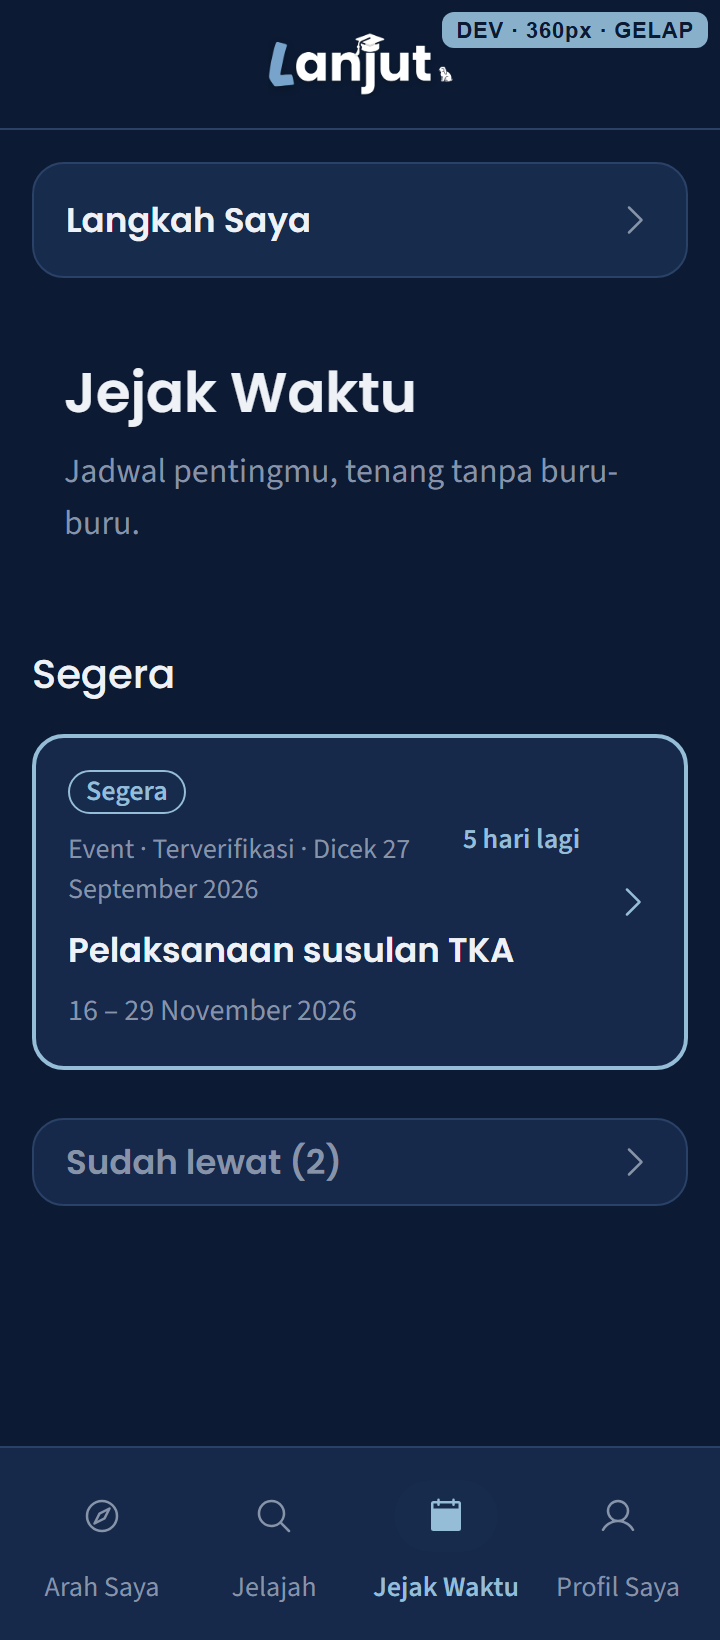 Lanjut
DEV · 360px · GELAP
Langkah Saya
Jejak Waktu
Jadwal pentingmu, tenang tanpa buru-
buru.
Segera
Segera
Event · Terverifikasi · Dicek 27
September 2026
5 hari lagi
Pelaksanaan susulan TKA
16 – 29 November 2026
Sudah lewat (2)
Arah Saya
Jelajah
Jejak Waktu
Profil Saya